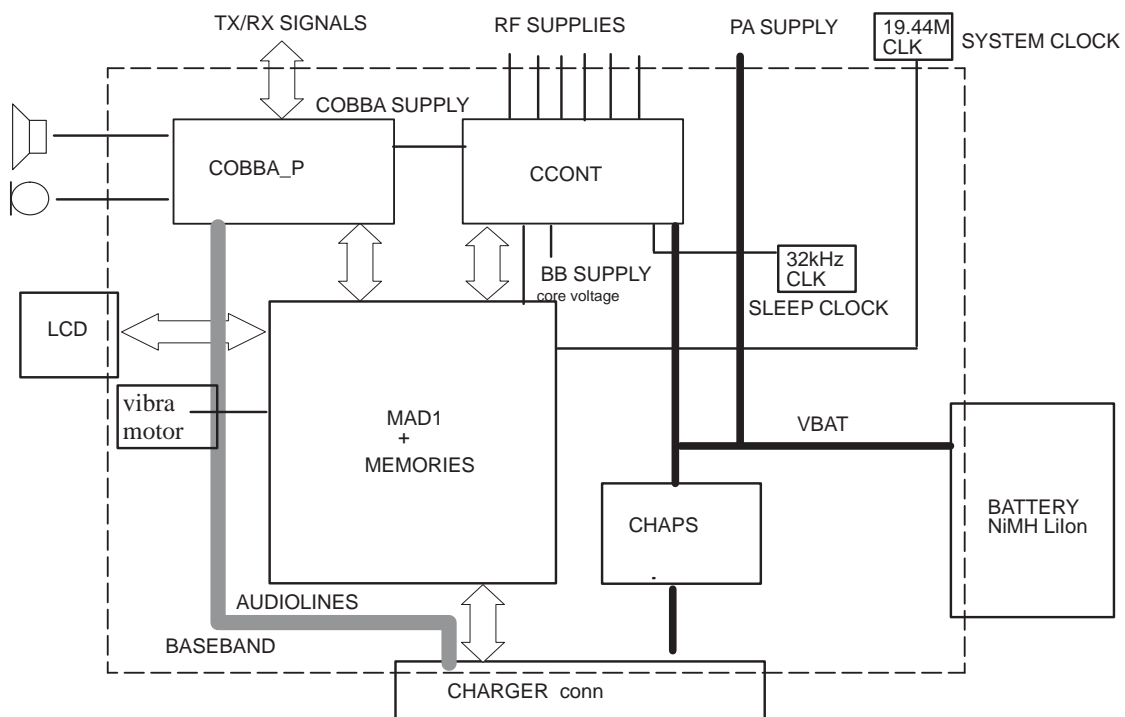 TX/RX SIGNALS
RF SUPPLIES
PA SUPPLY
19.44M
CLK
SYSTEM CLOCK
COBBA SUPPLY
COBBA_P
CCONT
BB SUPPLY
core voltage
32kHz
CLK
SLEEP CLOCK
LCD
vibra
motor
MAD1
+
MEMORIES
VBAT
CHAPS
BATTERY
NiMH LiIon
AUDIOLINES
BASEBAND
CHARGER conn